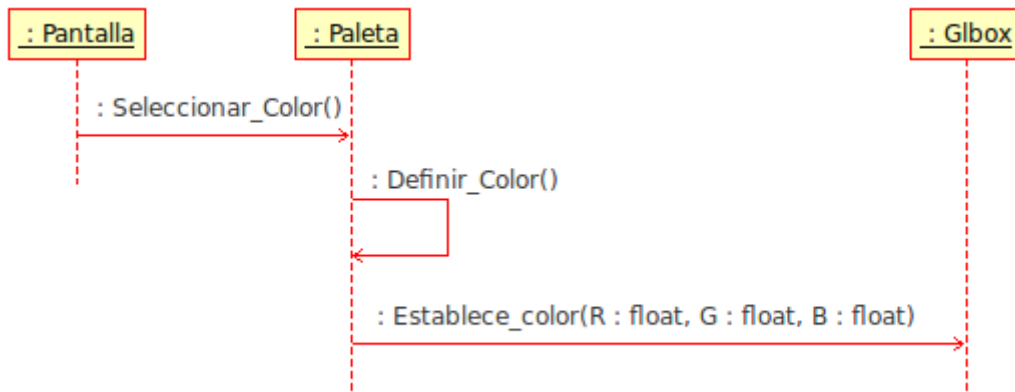 : Pantalla
: Paleta
: Glbox
: Seleccionar_Color()
: Definir_Color()
: Establece_color(R : float, G : float, B : float)